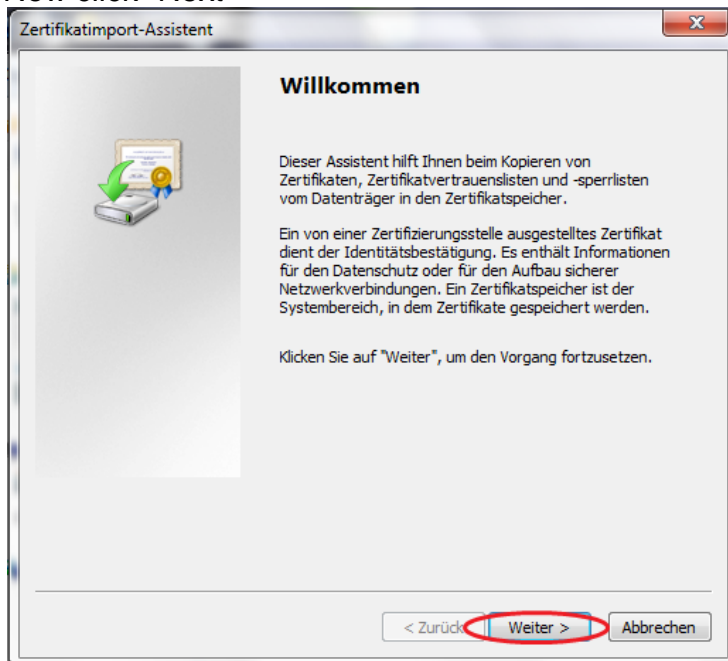 Now click "Next"
Zertifikatimport-Assistent
Willkommen
Dieser Assistent hilft Ihnen beim Kopieren von
Zertifikaten, Zertifikatvertrauenslisten und -sperrlisten
vom Datenträger in den Zertifikatspeicher.
Ein von einer Zertifizierungsstelle ausgestelltes Zertifikat
dient der Identitätsbestätigung. Es enthält Informationen
für den Datenschutz oder für den Aufbau sicherer
Netzwerkverbindungen. Ein Zertifikatspeicher ist der
Systembereich, in dem Zertifikate gespeichert werden.
Klicken Sie auf "Weiter", um den Vorgang fortzusetzen.
< Zurück Weiter > Abbrechen